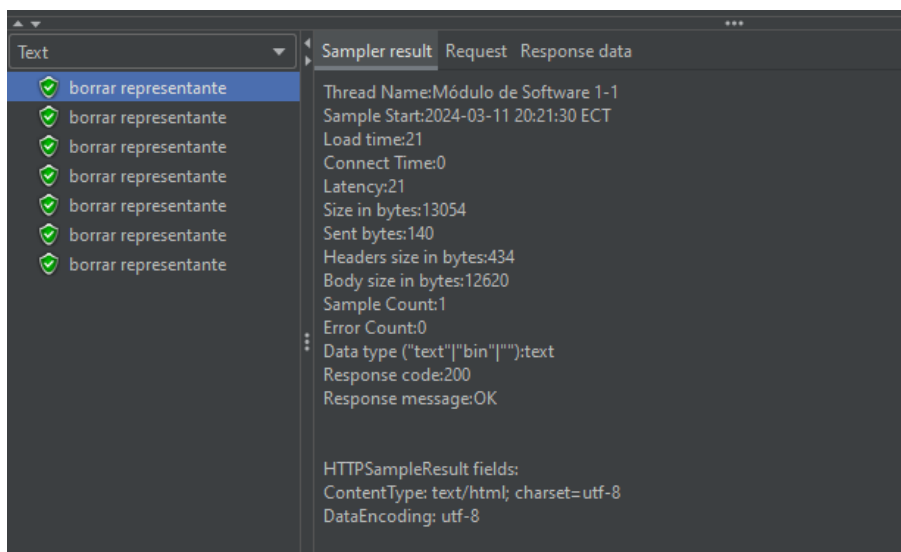 Text
borrar representante
borrar representante
borrar representante
borrar representante
borrar representante
borrar representante
borrar representante
Sampler result Request Response data
Thread Name:Módulo de Software 1-1
Sample Start:2024-03-11 20:21:30 ECT
Load time:21
Connect Time:0
Latency:21
Size in bytes:13054
Sent bytes:140
Headers size in bytes:434
Body size in bytes:12620
Sample Count:1
Error Count:0
Data type ("text"|"bin"|""):text
Response code:200
Response message:OK
HTTPSampleResult fields:
ContentType: text/html; charset=utf-8
DataEncoding: utf-8